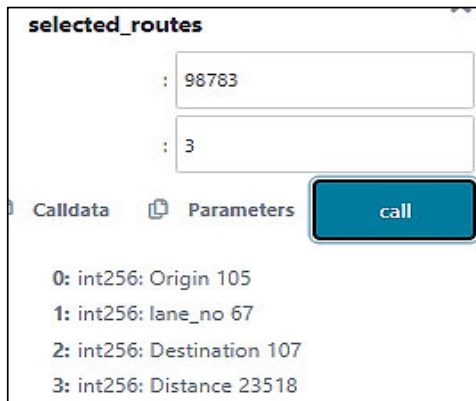 selected_routes
: 98783
: 3
Calldata Parameters call
0: int256: Origin 105
1: int256: lane_no 67
2: int256: Destination 107
3: int256: Distance 23518